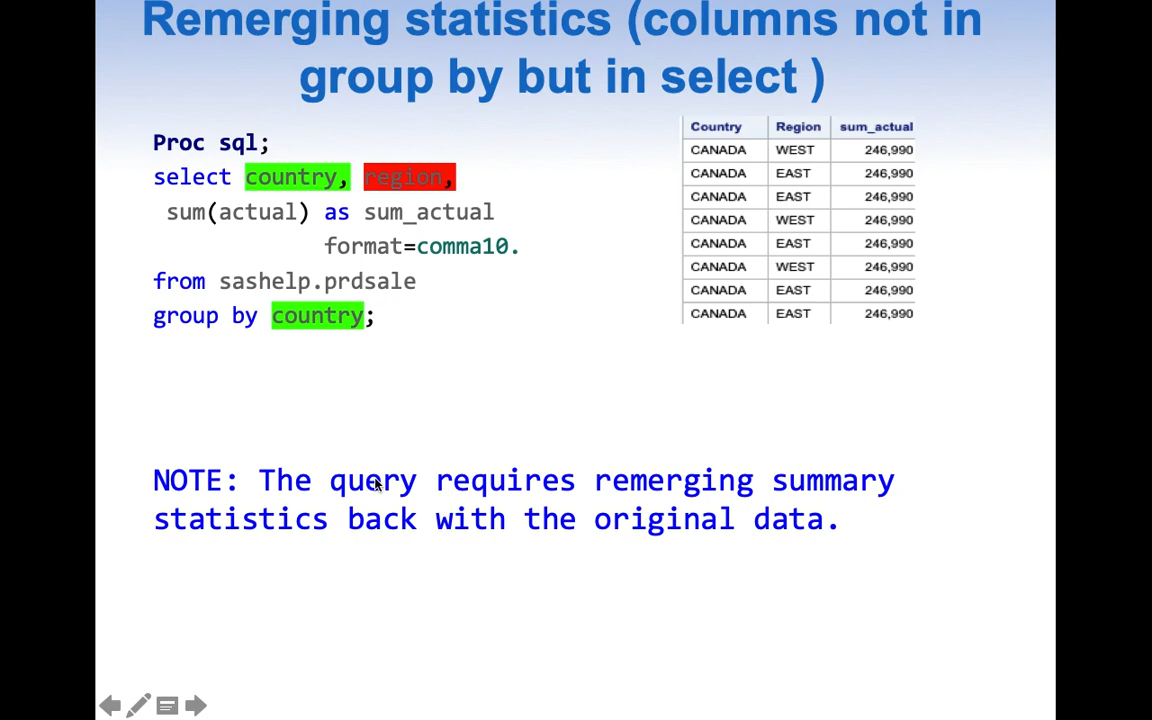 Remerging statistics (columns not in
group by but in select )
Proc sql;
select country, region,
sum(actual) as sum_actual
format=comma10.
from sashelp.prdsale
group by country;
Country Region sum_actual
CANADA WEST 246,990
CANADA EAST 246,990
CANADA EAST 246,990
CANADA WEST 246,990
CANADA EAST 246,990
CANADA WEST 246,990
CANADA EAST 246,990
CANADA EAST 246,990
NOTE: The query requires remerging summary
statistics back with the original data.